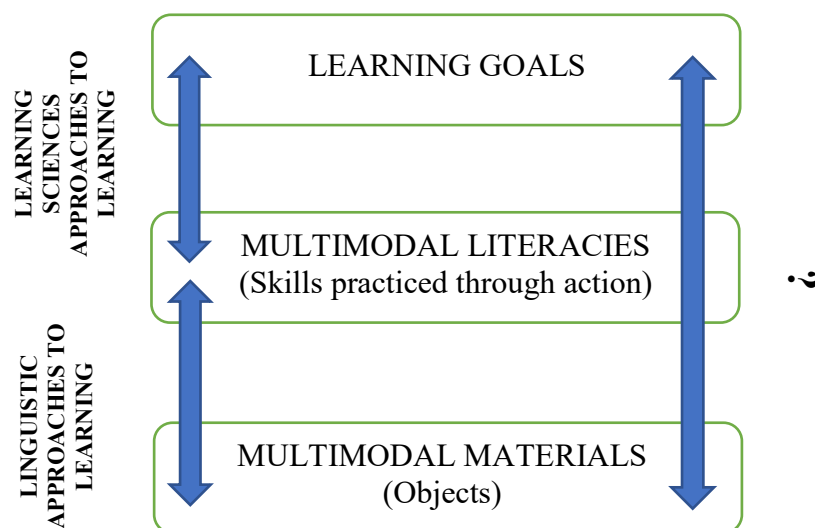 LEARNING GOALS
LEARNING
SCIENCES
APPROACHES TO
LEARNING
MULTIMODAL LITERACIES
(Skills practiced through action)
?
LINGUISTIC
APPROACHES TO
LEARNING
MULTIMODAL MATERIALS
(Objects)